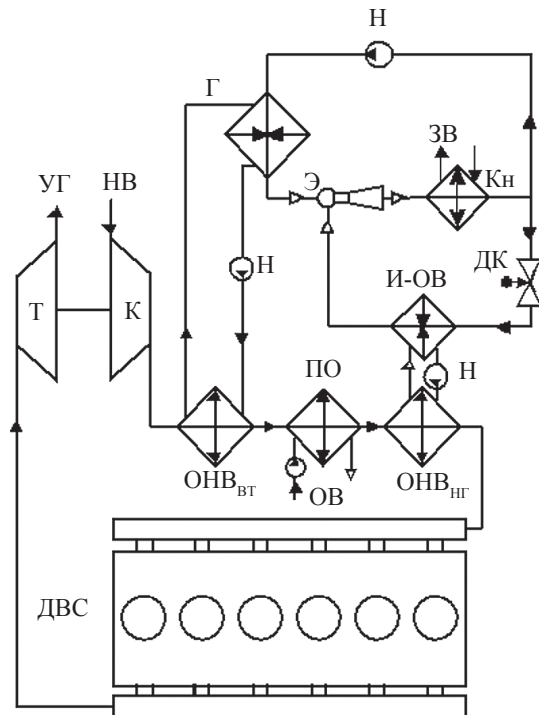 Н
Г
ЗВ
УГ
НВ
Э
Кн
Н
ДК
И-ОВ
Т
К
ПО
Н
ОНВВТ
ОВ
ОНВНГ
ДВС